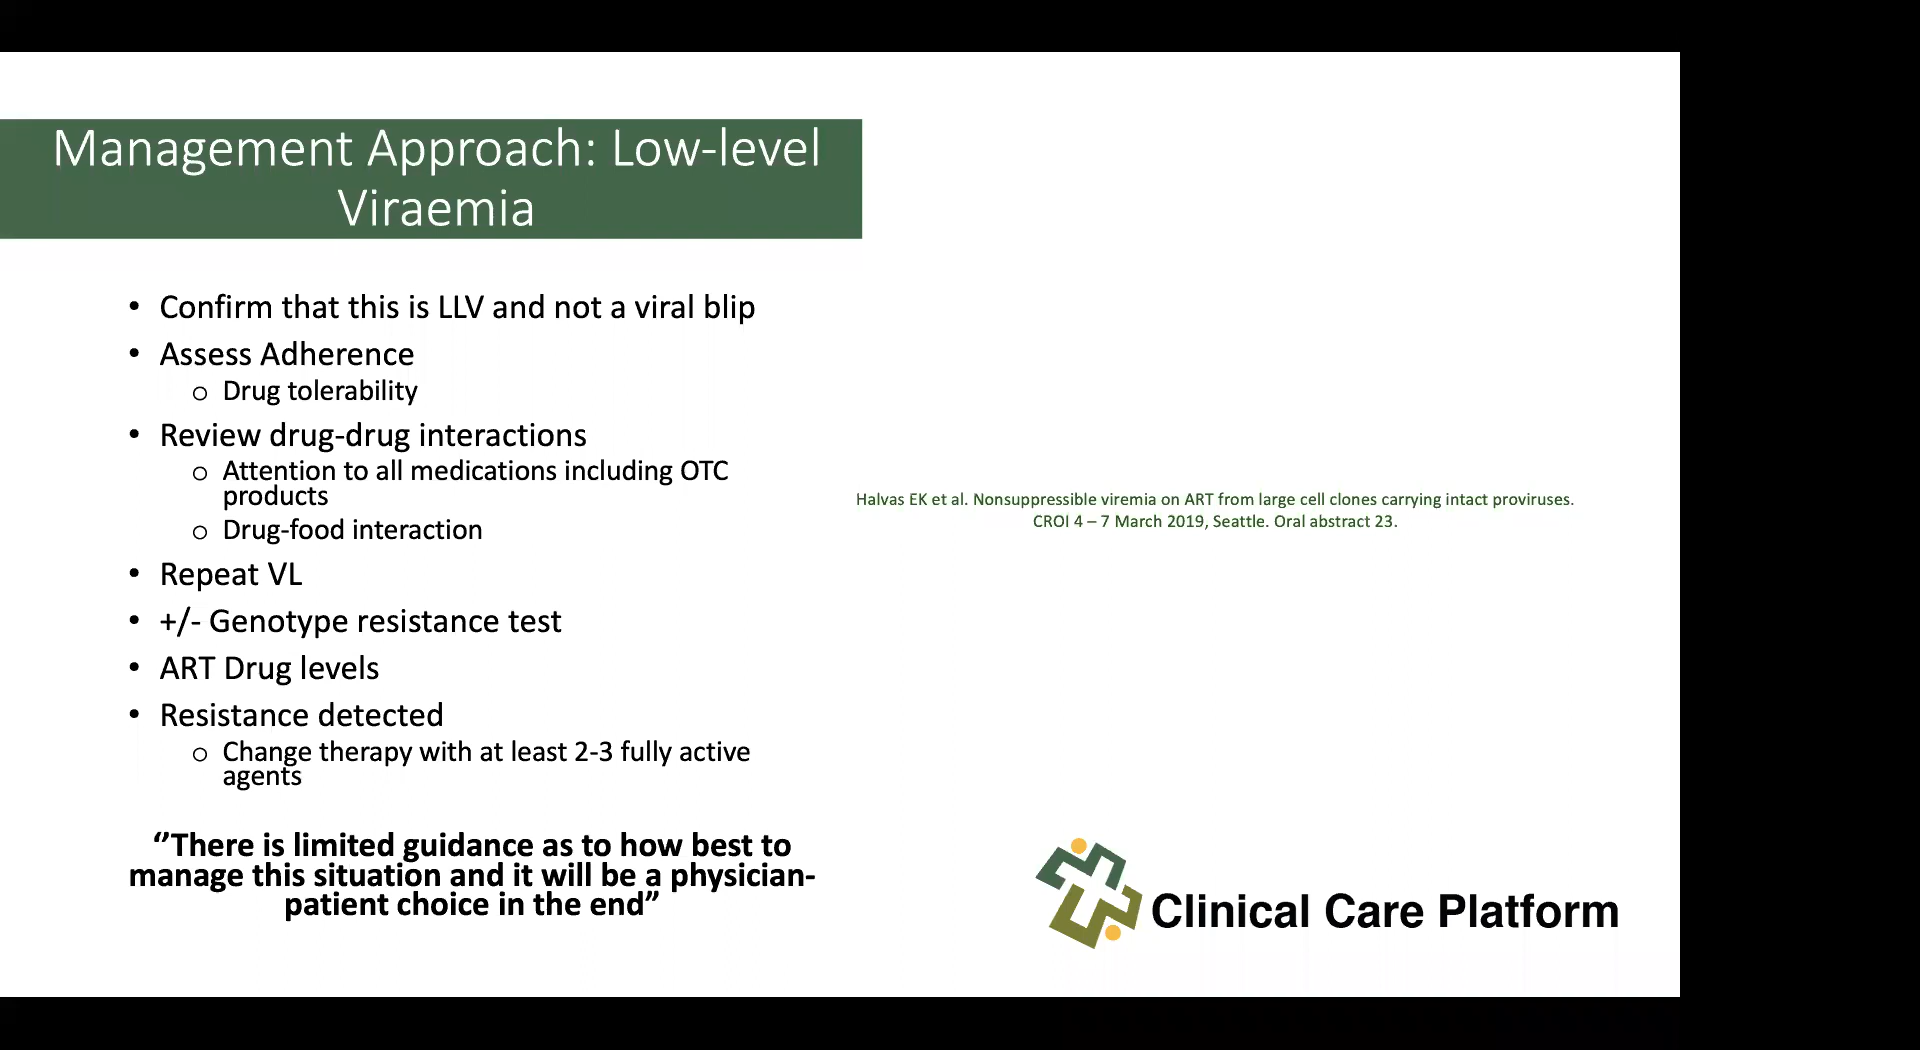 Management Approach: Low-level
Viraemia
• Confirm that this is LLV and not a viral blip
• Assess Adherence
o Drug tolerability
• Review drug-drug interactions
o Attention to all medications including OTC
products
o Drug-food interaction
• Repeat VL
• +/- Genotype resistance test
• ART Drug levels
• Resistance detected
o Change therapy with at least 2-3 fully active
agents
‘’There is limited guidance as to how best to
manage this situation and it will be a physician-
patient choice in the end”
Halvas EK et al. Nonsuppressible viremia on ART from large cell clones carrying intact proviruses.
CROI 4 – 7 March 2019, Seattle. Oral abstract 23.
Clinical Care Platform